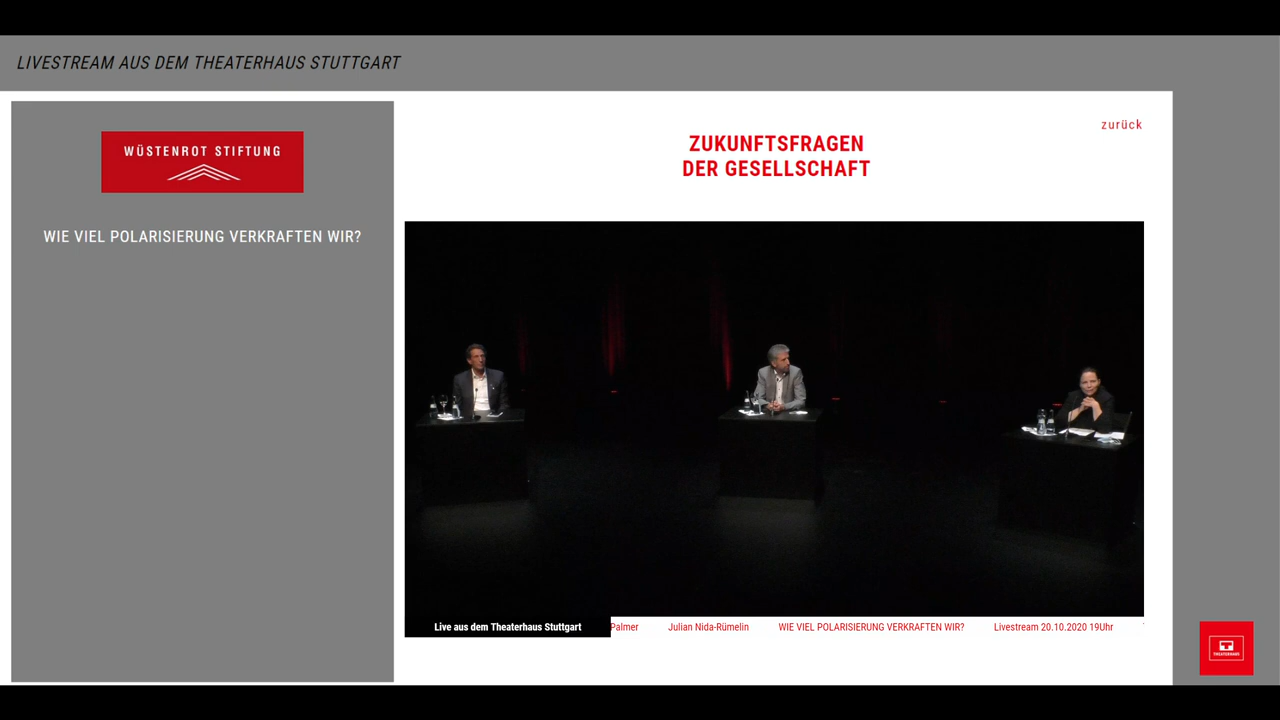 LIVESTREAM AUS DEM THEATERHAUS STUTTGART
WÜSTENROT STIFTUNG
WIE VIEL POLARISIERUNG VERKRAFTEN WIR?
zurück
ZUKUNFTSFRAGEN
DER GESELLSCHAFT
Live aus dem Theaterhaus Stuttgart Palmer Julian Nida-Rümelin WIE VIEL POLARISIERUNG VERKRAFTEN WIR? Livestream 20.10.2020 19Uhr
THEATERHAUS